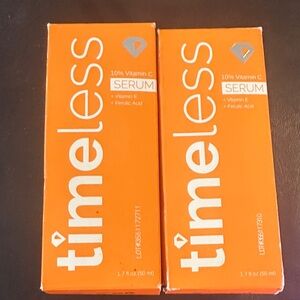 timeless
10% Vitamin C
SERUM
+ Vitamin E
+ Ferulic Acid
1.7 fl oz (50 ml)
timeless
10% Vitamin C
SERUM
+ Vitamin E
+ Ferulic Acid
1.7 fl oz (50 ml)